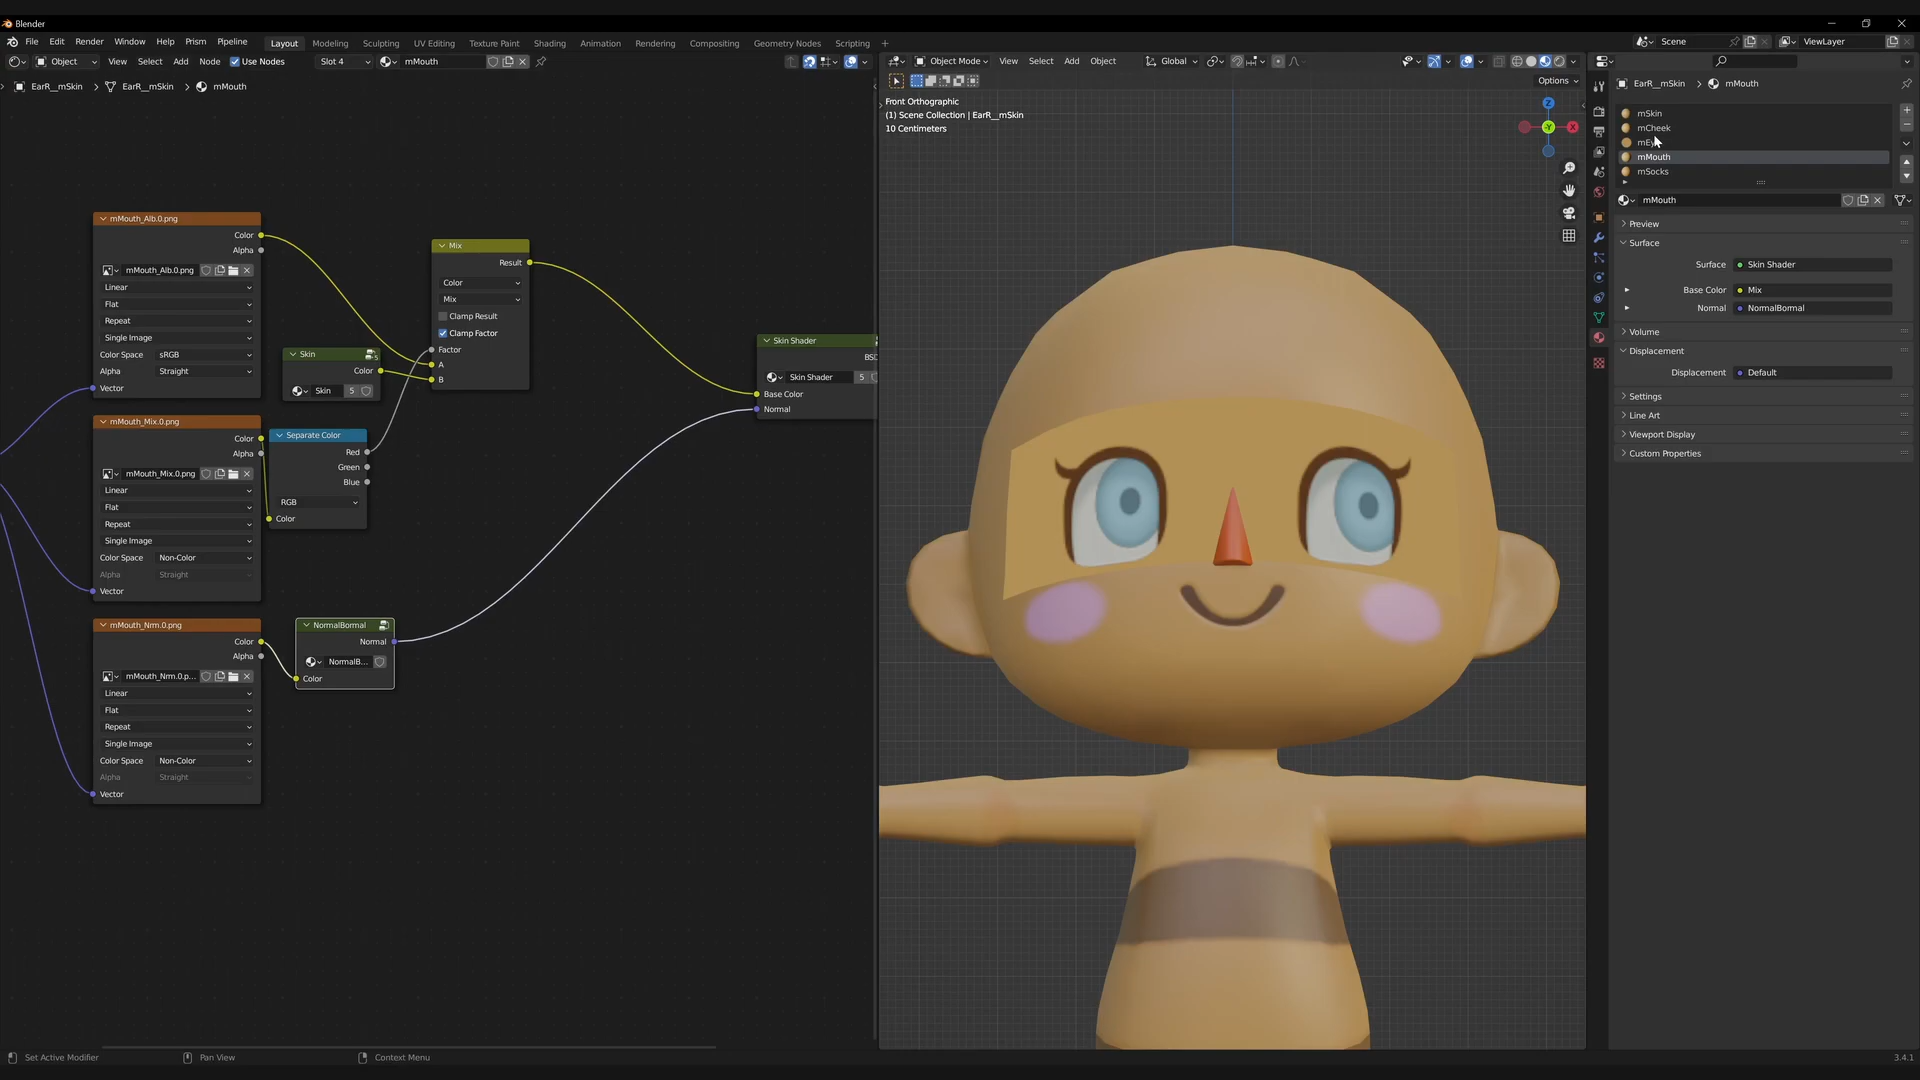 Blender
File Edit Render Window Help Prism Pipeline Layout Modeling Sculpting UV Editing Texture Paint Shading Animation Rendering Compositing Geometry Nodes Scripting + Scene ViewLayer
Object View Select Add Node Use Nodes Slot 4 mMouth
EarR__mSkin > EarR__mSkin > mMouth
mMouth_Alb.0.png
Color
Alpha
mMouth_Alb.0.png
Linear
Flat
Repeat
Single Image
Color Space sRGB
Alpha Straight
Vector
mMouth_Mix.0.png
Color
Alpha
mMouth_Mix.0.png
Linear
Flat
Repeat
Single Image
Color Space Non-Color
Alpha Straight
Vector
mMouth_Nrm.0.png
Color
Alpha
mMouth_Nrm.0.p...
Linear
Flat
Repeat
Single Image
Color Space Non-Color
Alpha Straight
Vector
Skin
Color
Skin 5
Separate Color
Red
Green
Blue
RGB
Color
NormalBormal
Normal
NormalB...
Color
Mix
Result
Color
Mix
Clamp Result
Clamp Factor
Factor
A
B
Skin Shader
Skin Shader 5
Base Color
Normal
Object Mode View Select Add Object Global
Options
Front Orthographic
(1) Scene Collection | EarR__mSkin
10 Centimeters
Z
Y
X
EarR__mSkin > mMouth
mSkin
mCheek
mMouth
mSocks
mMouth
Preview
Surface
Surface Skin Shader
Base Color Mix
Normal NormalBormal
Volume
Displacement
Displacement Default
Settings
Line Art
Viewport Display
Custom Properties
Set Active Modifier Pan View Context Menu 3.4.1